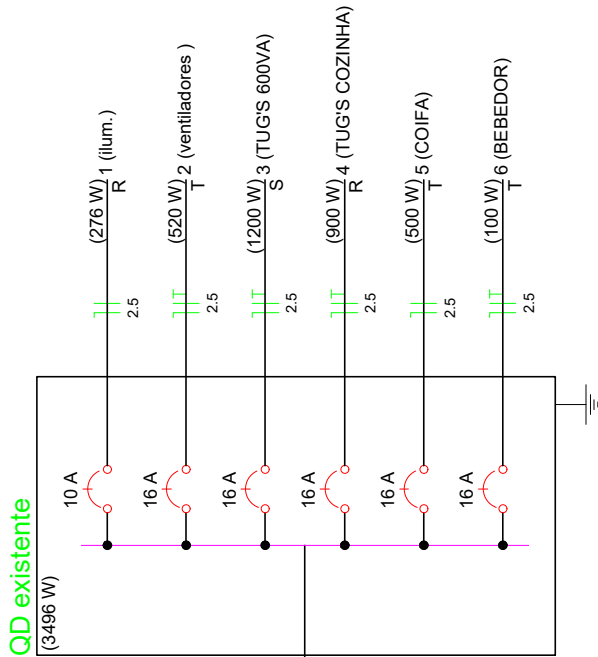 QD existente
(3496 W)
10 A
2.5
(276 W)
1 (ilum.)
R
16 A
2.5
(520 W)
2 (ventiladores )
T
16 A
2.5
(1200 W)
3 (TUG'S 600VA)
S
16 A
2.5
(900 W)
4 (TUG'S COZINHA)
R
16 A
2.5
(500 W)
5 (COIFA)
T
16 A
2.5
(100 W)
6 (BEBEDOR)
T